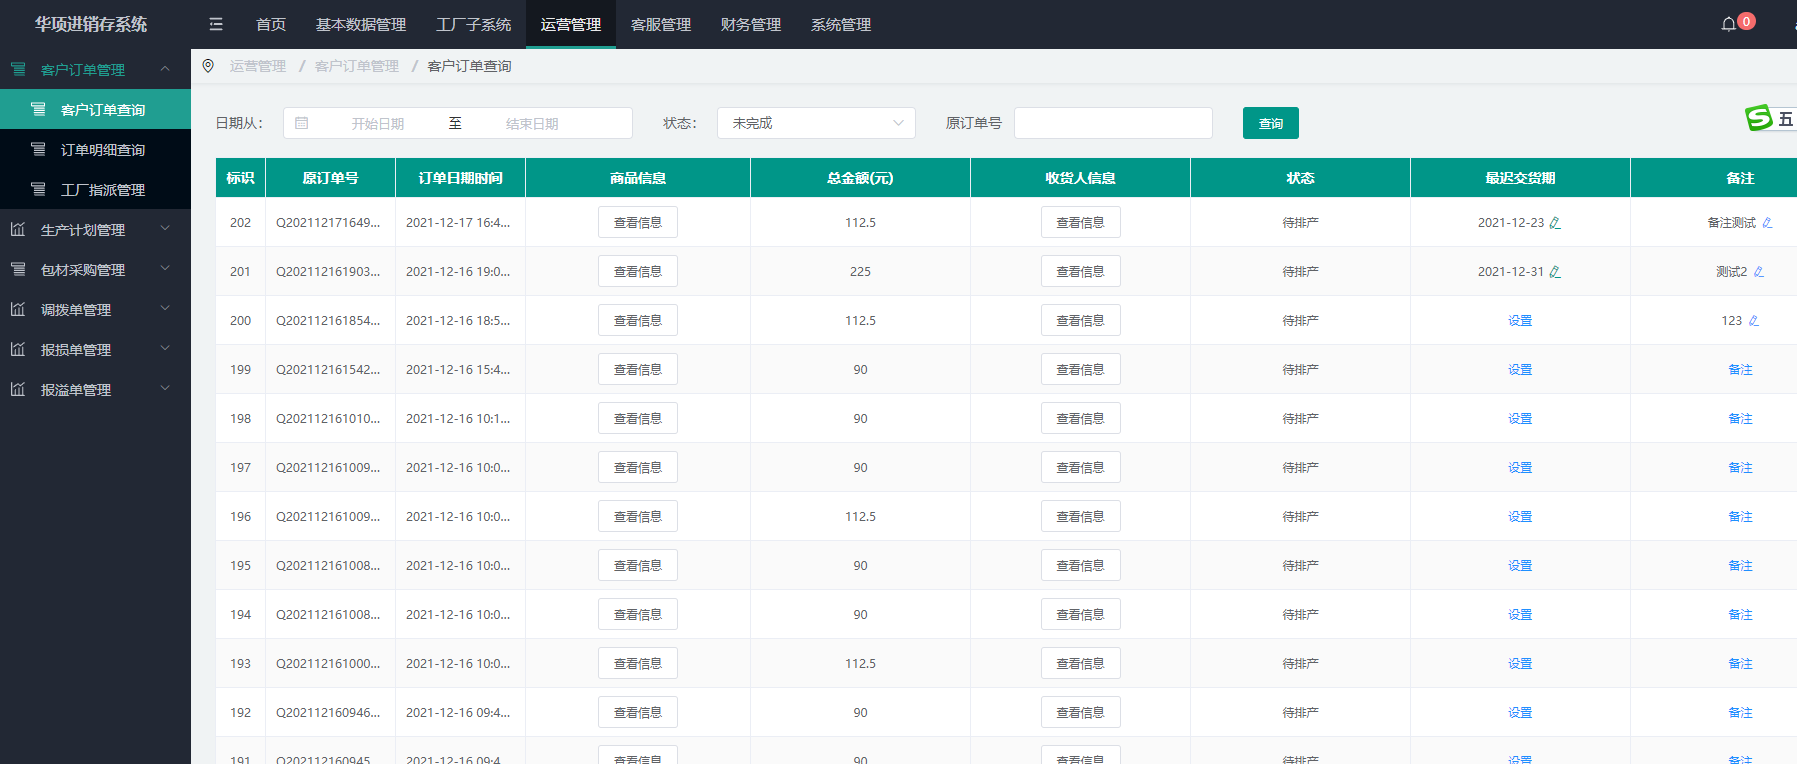 华项进销存系统
首页 基本数据管理 工厂子系统 运营管理 客服管理 财务管理 系统管理
0
客户订单管理
客户订单查询
订单明细查询
工厂指派管理
生产计划管理
包材采购管理
调拨单管理
报损单管理
报溢单管理
运营管理 / 客户订单管理 / 客户订单查询
日期从： 开始日期 至 结束日期 状态： 未完成 原订单号 查询
S 五
标识 原订单号 订单日期时间 商品信息 总金额(元) 收货人信息 状态 最迟交货期 备注
202 Q202112171649... 2021-12-17 16:4... 查看信息 112.5 查看信息 待排产 2021-12-23 备注测试
201 Q202112161903... 2021-12-16 19:0... 查看信息 225 查看信息 待排产 2021-12-31 测试2
200 Q202112161854... 2021-12-16 18:5... 查看信息 112.5 查看信息 待排产 设置 123
199 Q202112161542... 2021-12-16 15:4... 查看信息 90 查看信息 待排产 设置 备注
198 Q202112161010... 2021-12-16 10:1... 查看信息 90 查看信息 待排产 设置 备注
197 Q202112161009... 2021-12-16 10:0... 查看信息 90 查看信息 待排产 设置 备注
196 Q202112161009... 2021-12-16 10:0... 查看信息 112.5 查看信息 待排产 设置 备注
195 Q202112161008... 2021-12-16 10:0... 查看信息 90 查看信息 待排产 设置 备注
194 Q202112161008... 2021-12-16 10:0... 查看信息 90 查看信息 待排产 设置 备注
193 Q202112161000... 2021-12-16 10:0... 查看信息 112.5 查看信息 待排产 设置 备注
192 Q202112160946... 2021-12-16 09:4... 查看信息 90 查看信息 待排产 设置 备注
191 Q202112160945... 2021-12-16 09:4... 查看信息 90 查看信息 待排产 设置 备注